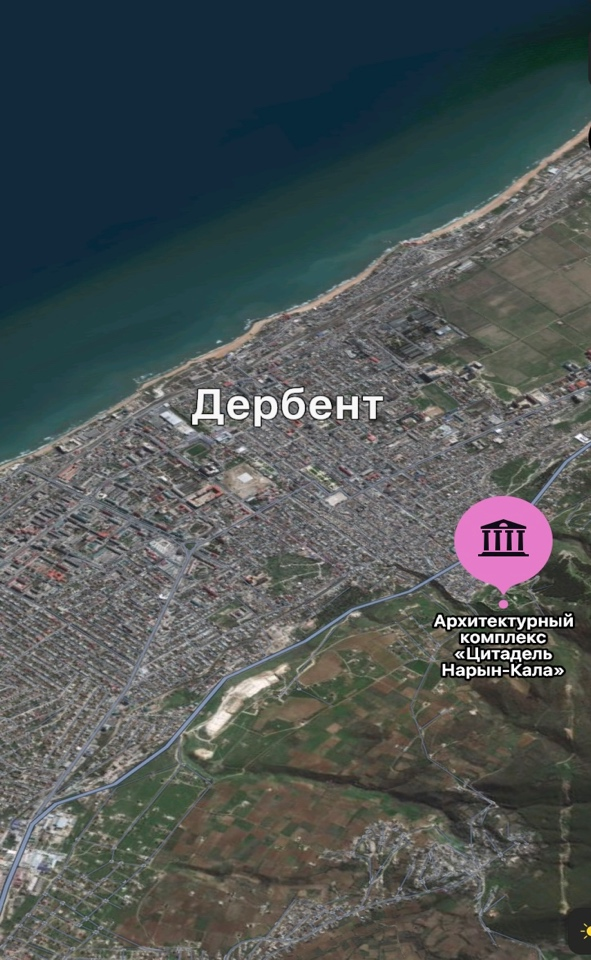 Дербент
Архитектурный
комплекс
«Цитадель
Нарын-Кала»